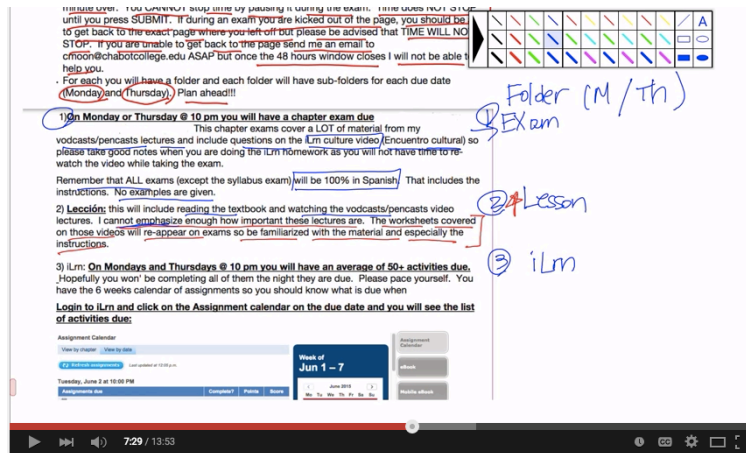 minute over. You CANNOT stop time by pausing it during the exam. Time does NOT STOP
until you press SUBMIT. If during an exam you are kicked out of the page, you should be
to get back to the exact page where you left off but please be advised that TIME WILL NO
STOP. If you are unable to get back to the page send me an email to
cmoon@chabotcollege.edu ASAP but once the 48 hours window closes I will not be able
help you.
For each you will have a folder and each folder will have sub-folders for each due date
(Monday and Thursday). Plan ahead!!!
A
Folder (M / Th)
1) On Monday or Thursday @ 10 pm you will have a chapter exam due
1 Exam
This chapter exams cover a LOT of material from my
vodcasts/pencasts lectures and include questions on the iLrn culture video (Encuentro cultural) so
please take good notes when you are doing the iLrn homework as you will not have time to re-
watch the video while taking the exam.
Remember that ALL exams (except the syllabus exam) will be 100% in Spanish. That includes the
instructions. No examples are given.
2) Lección: this will include reading the textbook and watching the vodcasts/pencasts video
2 Lesson
lectures. I cannot emphasize enough how important these lectures are. The worksheets covered
on those videos will re-appear on exams so be familiarized with the material and especially the
instructions.
3) iLrn: On Mondays and Thursdays @ 10 pm you will have an average of 50+ activities due.
3 iLrn
Hopefully you won' be completing all of them the night they are due. Please pace yourself. You
have the 6 weeks calendar of assignments so you should know what is due when
Login to iLrn and click on the Assignment calendar on the due date and you will see the list
of activities due:
Assignment Calendar
View by chapter View by date
Refresh assignments
Last updated at 10:05 p.m.
Tuesday, June 2 at 10:00 PM
Assignments due Complete? Points Score
Week of
Jun 1 – 7
June 2015
Mo Tu We Th Fr Sa Su
Assignment
Calendar
eBook
Mobile eBook
7:29 / 13:53
CC